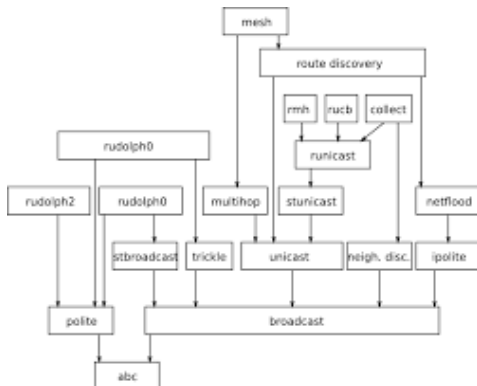 mesh
route discovery
rmh
rucb
collect
rudolph0
runicast
rudolph2
rudolph0
multihop
stunicast
netflood
stbroadcast
trickle
unicast
neigh. disc.
ipolite
polite
broadcast
abc